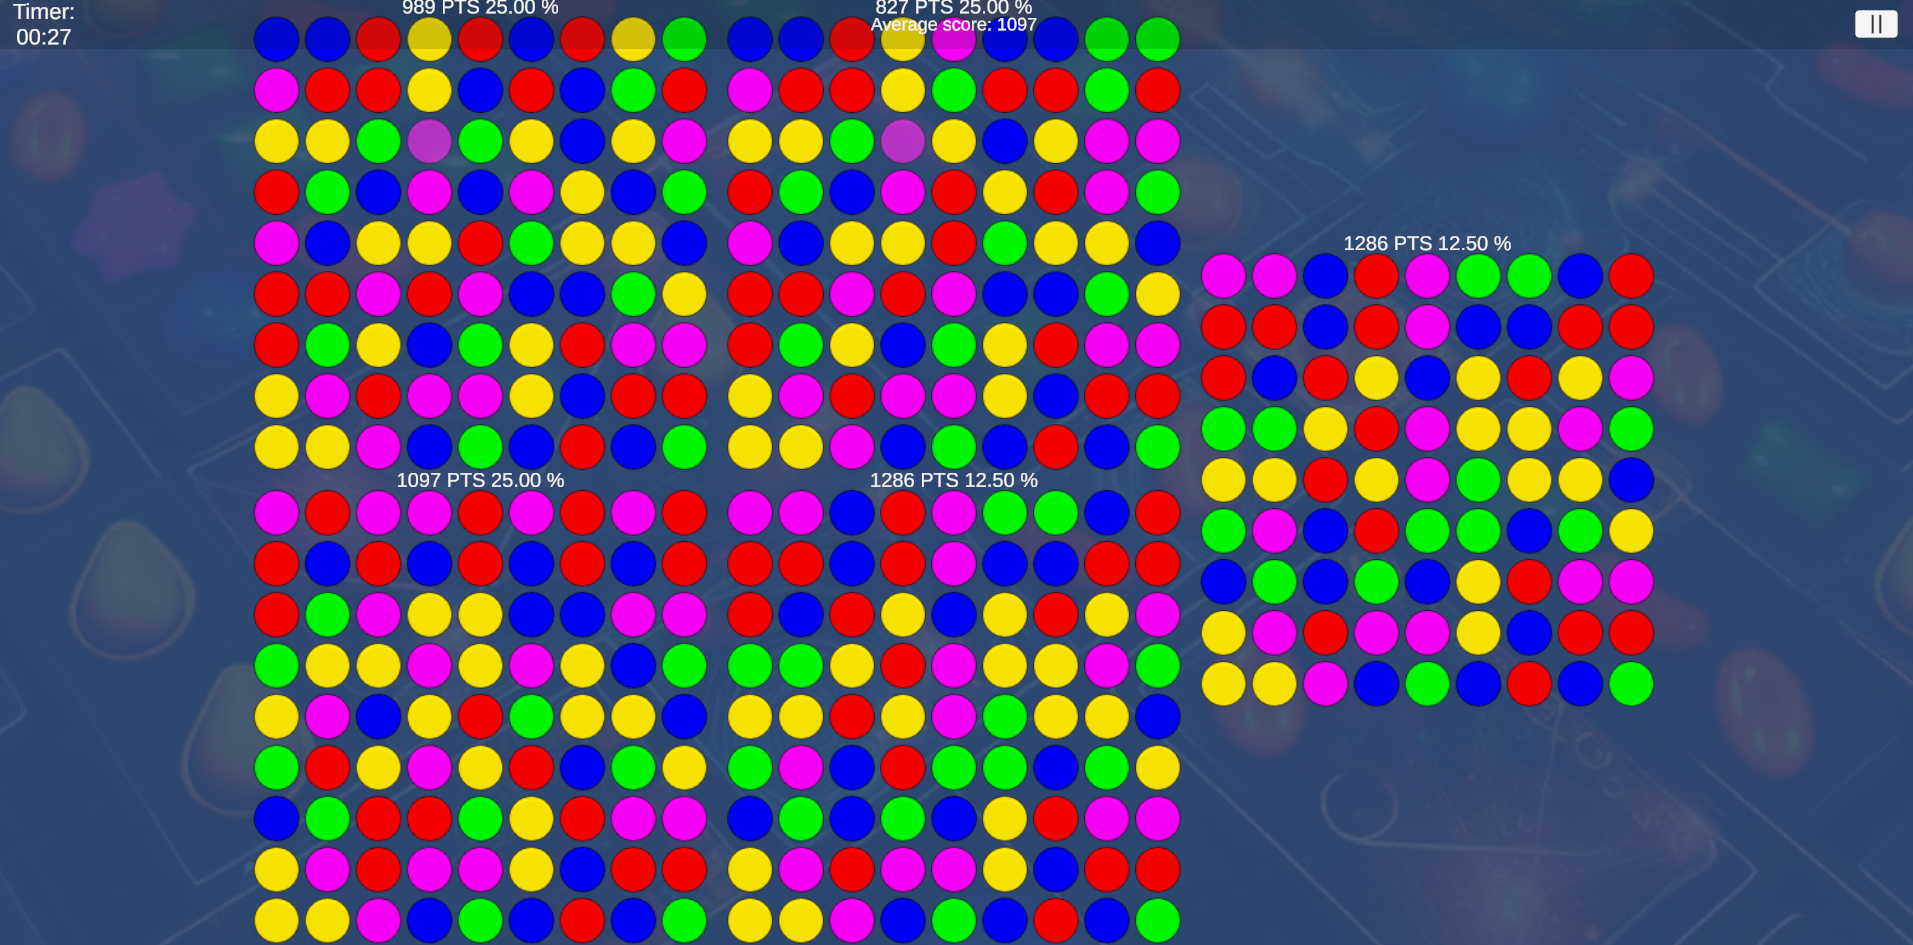 Timer:
00:27
989 PTS 25.00 %
827 PTS 25.00 %
Average score: 1097
1286 PTS 12.50 %
1097 PTS 25.00 %
1286 PTS 12.50 %